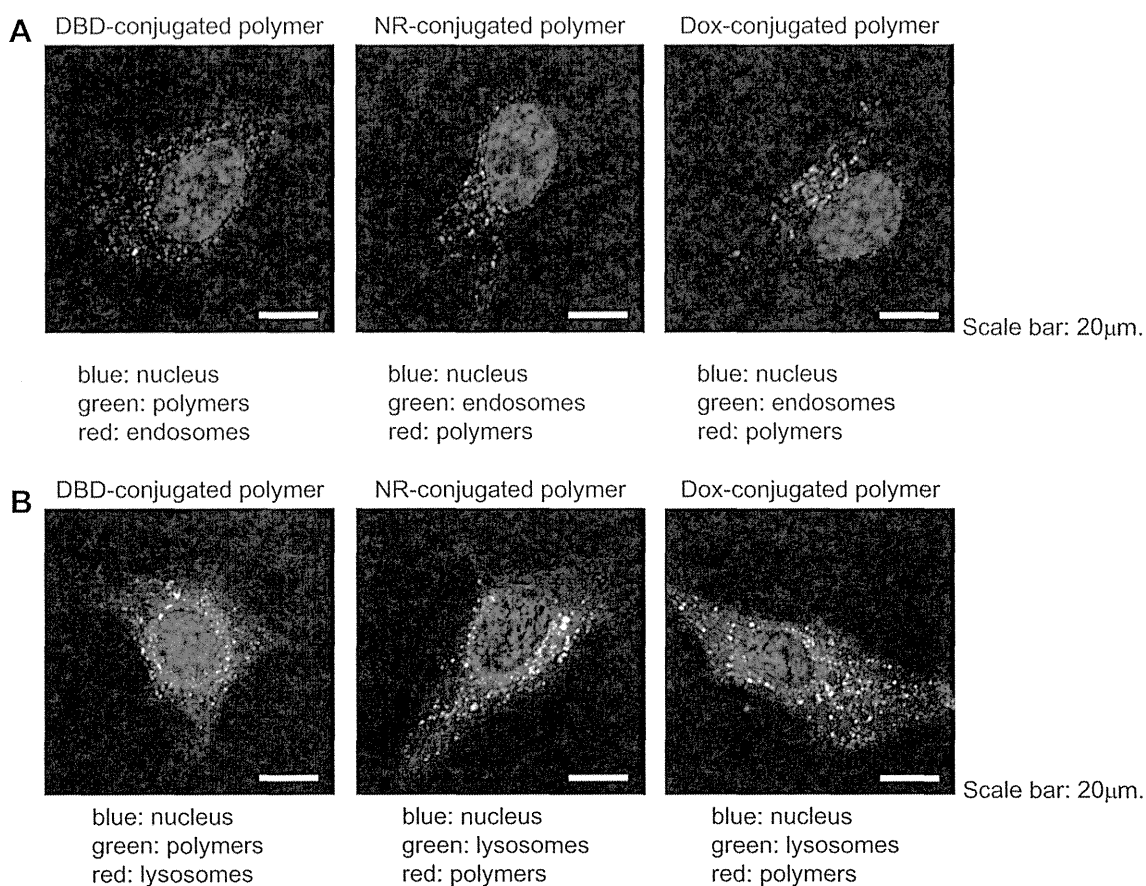 A
DBD-conjugated polymer
NR-conjugated polymer
Dox-conjugated polymer
Scale bar: 20μm.
blue: nucleus
green: polymers
red: endosomes
blue: nucleus
green: endosomes
red: polymers
blue: nucleus
green: endosomes
red: polymers
B
DBD-conjugated polymer
NR-conjugated polymer
Dox-conjugated polymer
Scale bar: 20μm.
blue: nucleus
green: polymers
red: lysosomes
blue: nucleus
green: lysosomes
red: polymers
blue: nucleus
green: lysosomes
red: polymers